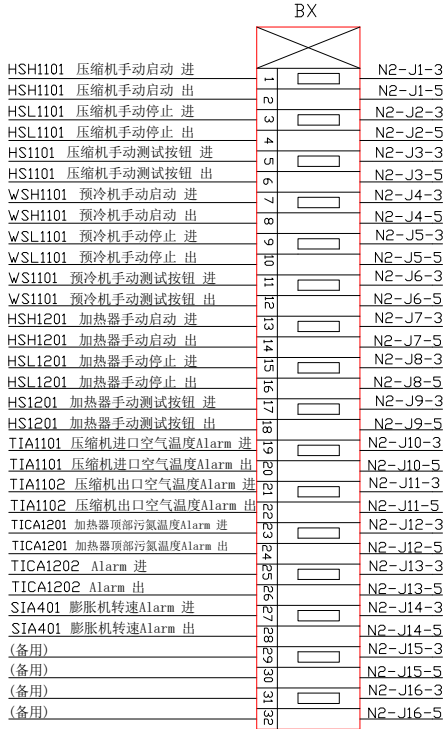 BX
HSH1101 压缩机手动启动 进 1 N2-J1-3
HSH1101 压缩机手动启动 出 2 N2-J1-5
HSL1101 压缩机手动停止 进 3 N2-J2-3
HSL1101 压缩机手动停止 出 4 N2-J2-5
HS1101 压缩机手动测试按钮 进 5 N2-J3-3
HS1101 压缩机手动测试按钮 出 6 N2-J3-5
WSH1101 预冷机手动启动 进 7 N2-J4-3
WSH1101 预冷机手动启动 出 8 N2-J4-5
WSL1101 预冷机手动停止 进 9 N2-J5-3
WSL1101 预冷机手动停止 出 10 N2-J5-5
WS1101 预冷机手动测试按钮 进 11 N2-J6-3
WS1101 预冷机手动测试按钮 出 12 N2-J6-5
HSH1201 加热器手动启动 进 13 N2-J7-3
HSH1201 加热器手动启动 出 14 N2-J7-5
HSL1201 加热器手动停止 进 15 N2-J8-3
HSL1201 加热器手动停止 出 16 N2-J8-5
HS1201 加热器手动测试按钮 进 17 N2-J9-3
HS1201 加热器手动测试按钮 出 18 N2-J9-5
TIA1101 压缩机进口空气温度Alarm 进 19 N2-J10-3
TIA1101 压缩机进口空气温度Alarm 出 20 N2-J10-5
TIA1102 压缩机出口空气温度Alarm 进 21 N2-J11-3
TIA1102 压缩机出口空气温度Alarm 出 22 N2-J11-5
TICA1201 加热器顶部污氮温度Alarm 进 23 N2-J12-3
TICA1201 加热器顶部污氮温度Alarm 出 24 N2-J12-5
TICA1202 Alarm 进 25 N2-J13-3
TICA1202 Alarm 出 26 N2-J13-5
SIA401 膨胀机转速Alarm 进 27 N2-J14-3
SIA401 膨胀机转速Alarm 出 28 N2-J14-5
(备用) 29 N2-J15-3
(备用) 30 N2-J15-5
(备用) 31 N2-J16-3
(备用) 32 N2-J16-5